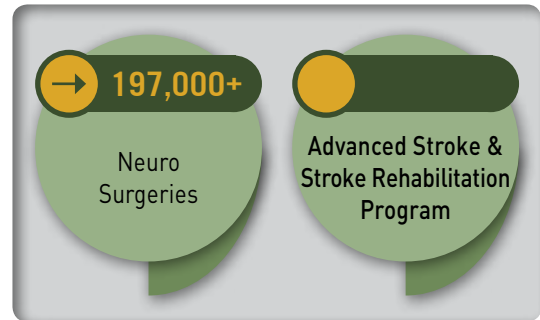 197,000+
Neuro
Surgeries
Advanced Stroke &
Stroke Rehabilitation
Program